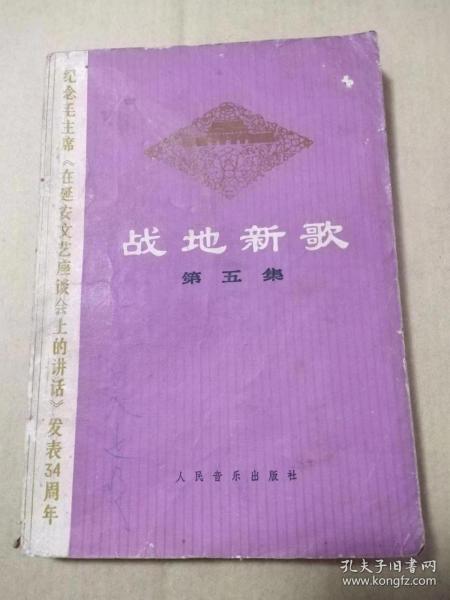 纪念毛主席《在延安文艺座谈会上的讲话》发表34周年
战地新歌
第五集
人民音乐出版社
孔夫子旧书网
www.kongfz.com